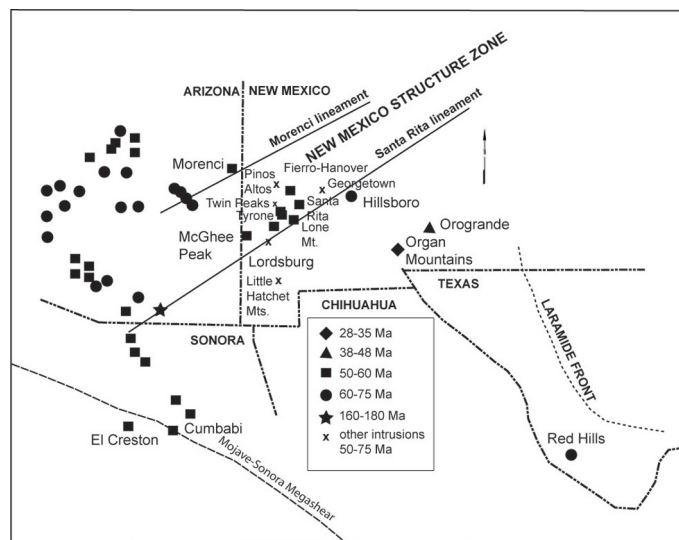 NEW MEXICO STRUCTURE ZONE
ARIZONA
NEW MEXICO
Morenci lineament
Santa Rita lineament
Morenci
Pinos
Altos
Fierro-Hanover
Georgetown
Twin Peaks
Tyrone
Santa
Rita
Hillsboro
Lone
Mt.
McGhee
Peak
Orogrande
Organ
Mountains
Lordsburg
TEXAS
Little
Hatchet
Mts.
CHIHUAHUA
SONORA
LARAMIDE FRONT
28-35 Ma
38-48 Ma
50-60 Ma
60-75 Ma
160-180 Ma
x other intrusions
50-75 Ma
El Creston
Cumbabi
Mojave-Sonora Megashear
Red Hills